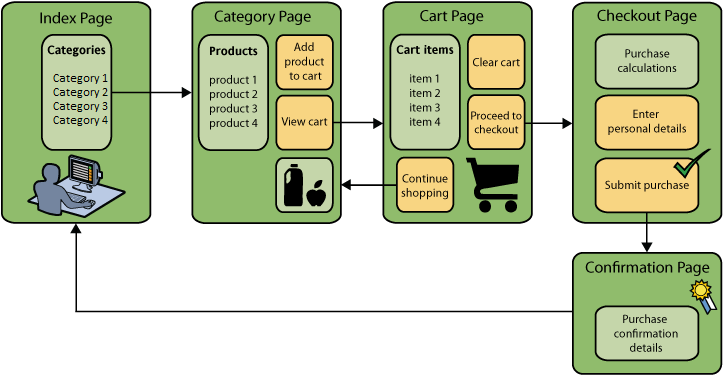 Index Page
Categories
Category 1
Category 2
Category 3
Category 4
Category Page
Products
product 1
product 2
product 3
product 4
Add
product
to cart
View cart
Cart Page
Cart items
item 1
item 2
item 3
item 4
Clear cart
Proceed to
checkout
Continue
shopping
Checkout Page
Purchase
calculations
Enter
personal details
Submit purchase
Confirmation Page
Purchase
confirmation
details